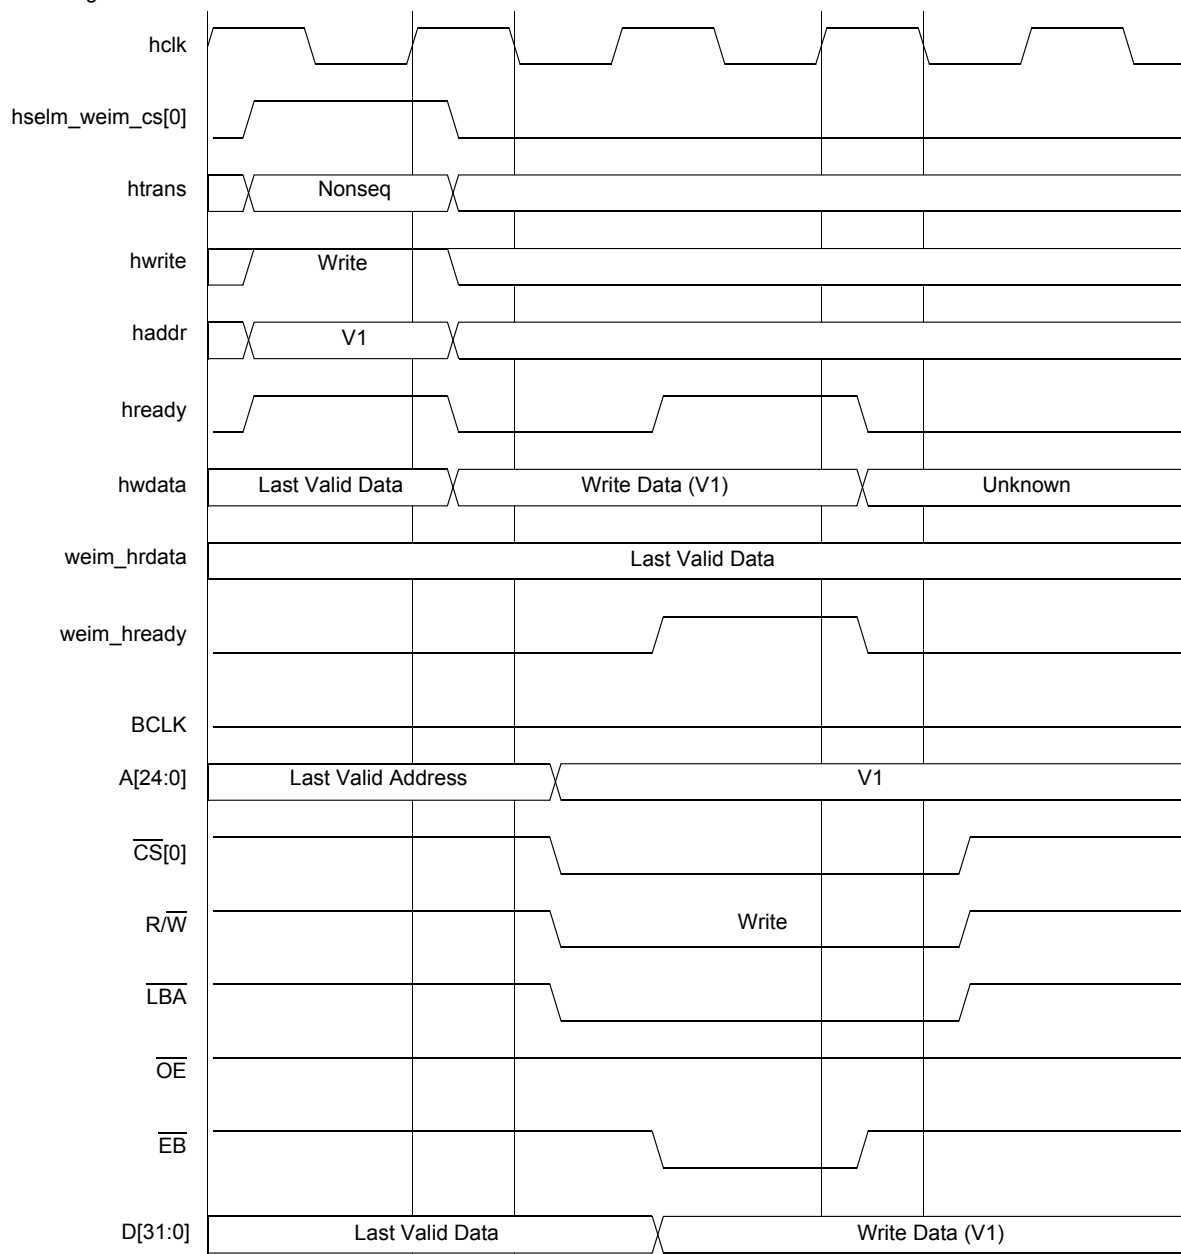 hclk
hselm_weim_cs[0]
htrans Nonseq
hwrite Write
haddr V1
hready
hwdata Last Valid Data Write Data (V1) Unknown
weim_hrdata Last Valid Data
weim_hready
BCLK
A[24:0] Last Valid Address V1
CS[0]
R/W Write
LBA
OE
EB
D[31:0] Last Valid Data Write Data (V1)